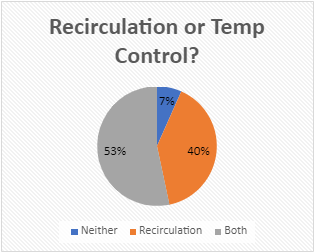 Recirculation or Temp
Control?
7%
53%
40%
Neither Recirculation Both